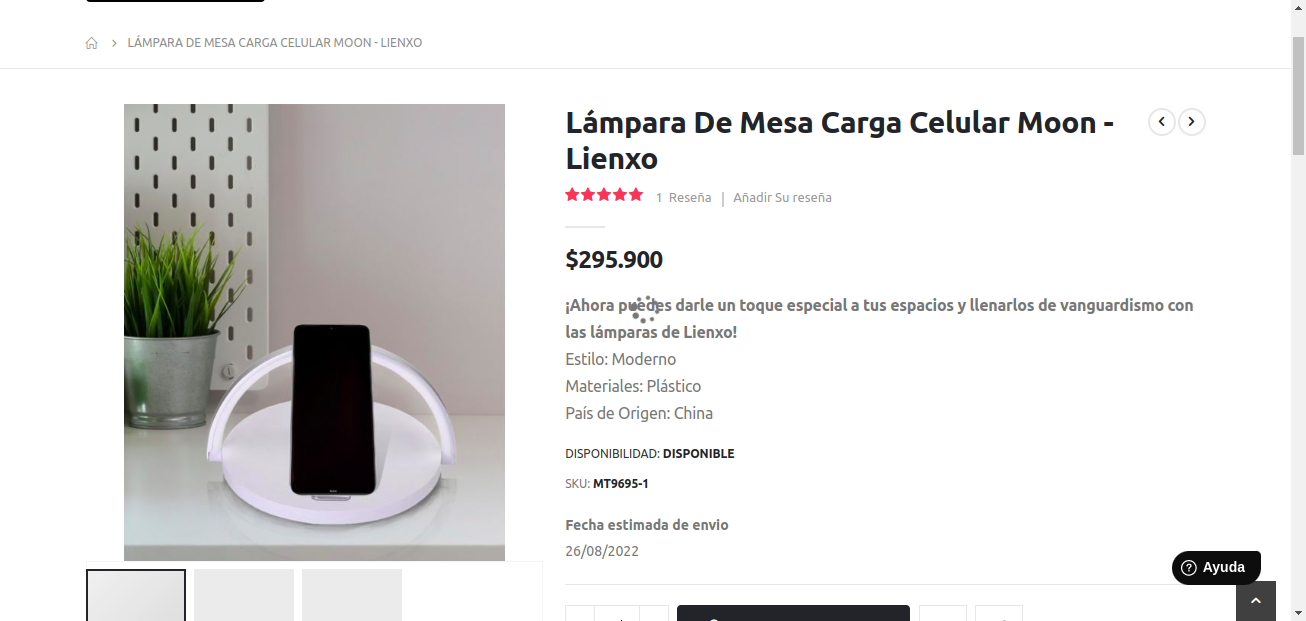 LÁMPARA DE MESA CARGA CELULAR MOON - LIENXO
Lámpara De Mesa Carga Celular Moon -
Lienxo
1 Reseña | Añadir Su reseña
$295.900
¡Ahora puedes darle un toque especial a tus espacios y llenarlos de vanguardismo con
las lámparas de Lienxo!
Estilo: Moderno
Materiales: Plástico
País de Origen: China
DISPONIBILIDAD: DISPONIBLE
SKU: MT9695-1
Fecha estimada de envio
26/08/2022
Ayuda